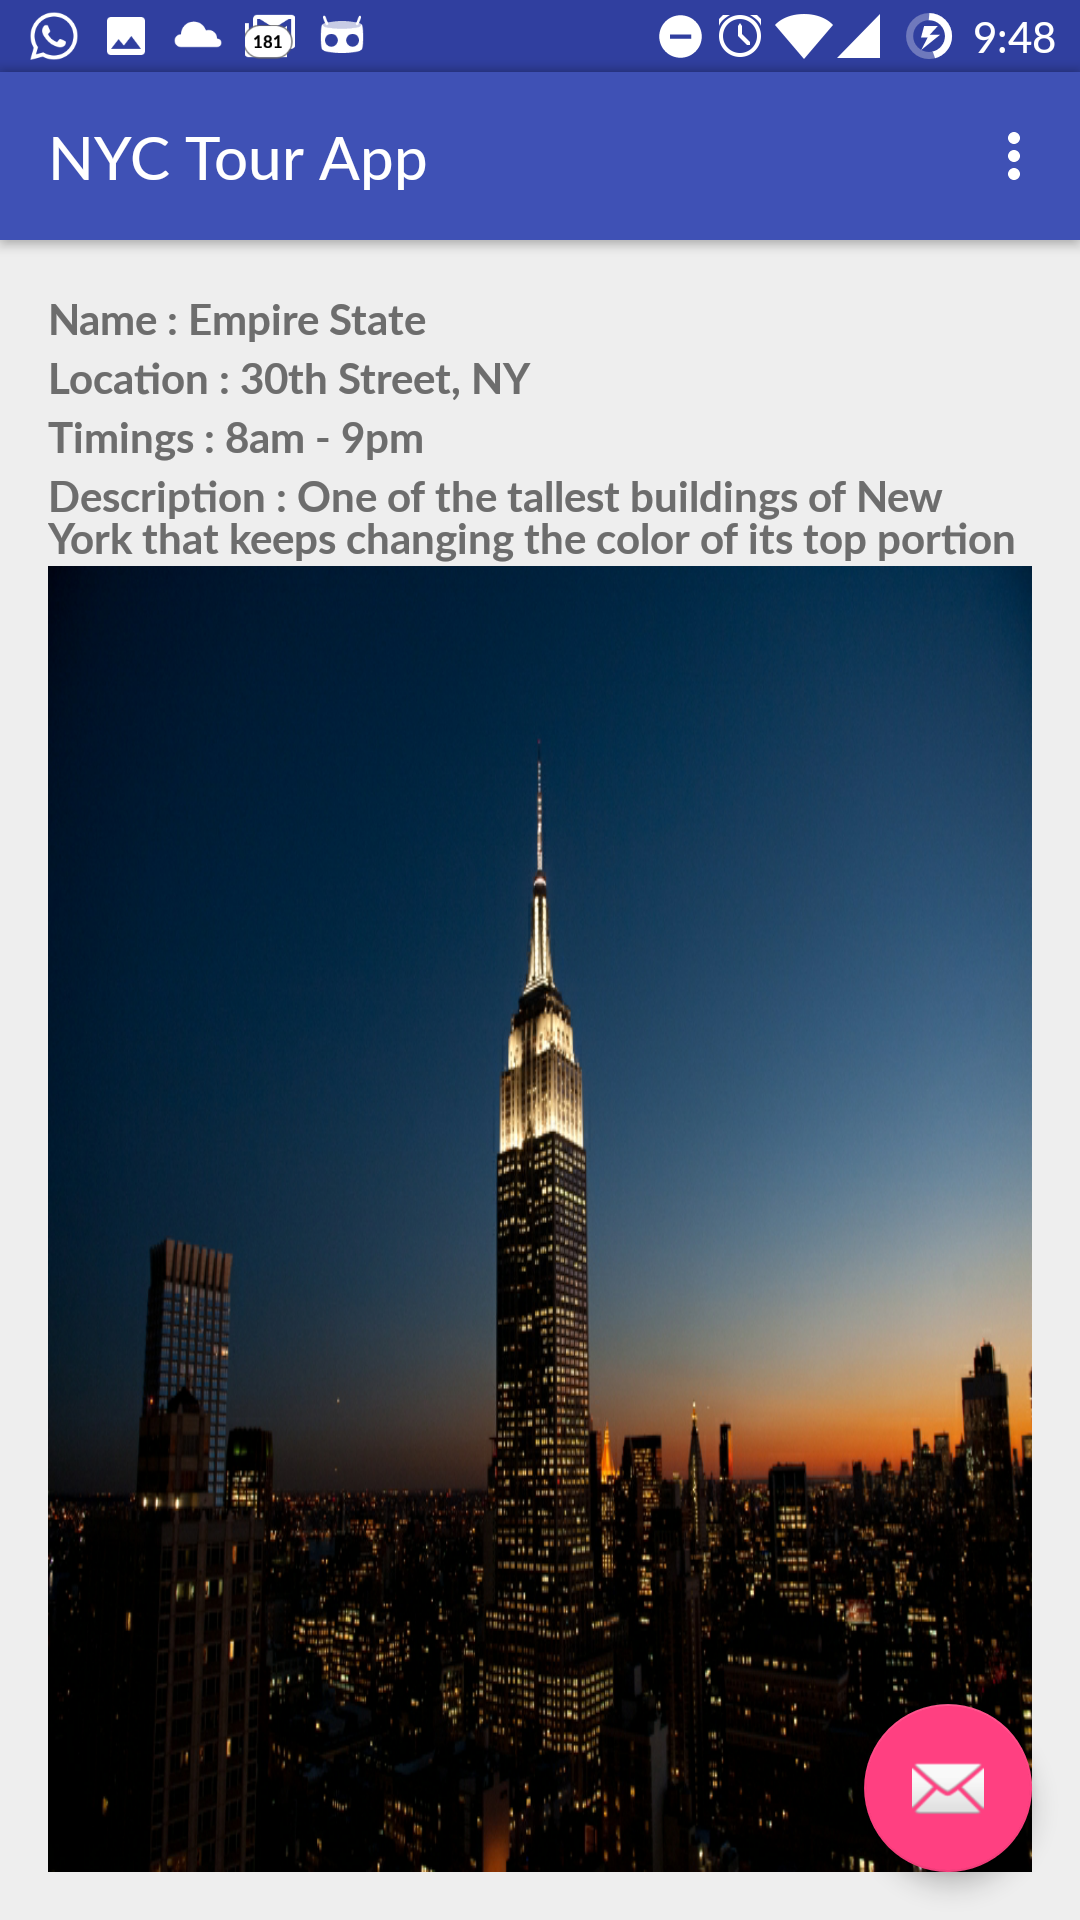 181
9:48
NYC Tour App
Name : Empire State
Location : 30th Street, NY
Timings : 8am - 9pm
Description : One of the tallest buildings of New
York that keeps changing the color of its top portion